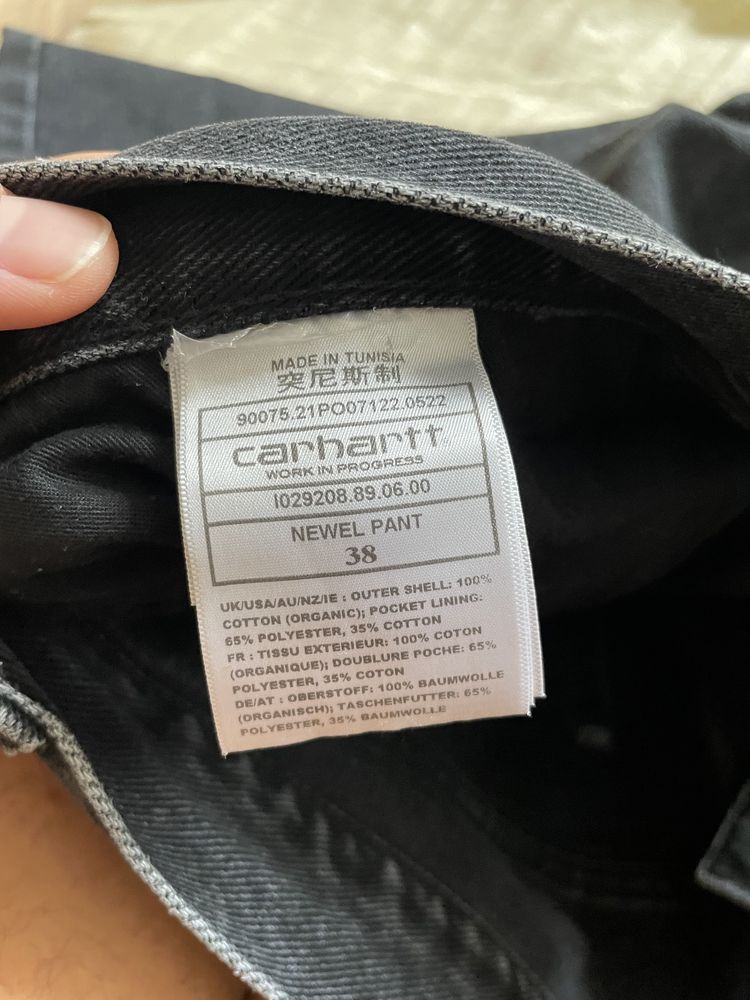 MADE IN TUNISIA
突尼斯制
90075.21PO07122.0522
carhartt
WORK IN PROGRESS
I029208.89.06.00
NEWEL PANT
38
UK/USA/AU/NZ/IE : OUTER SHELL: 100%
COTTON (ORGANIC); POCKET LINING:
65% POLYESTER, 35% COTTON
FR : TISSU EXTERIEUR: 100% COTON
(ORGANIQUE); DOUBLURE POCHE: 65%
POLYESTER, 35% COTON
DE/AT : OBERSTOFF: 100% BAUMWOLLE
(ORGANISCH); TASCHENFUTTER: 65%
POLYESTER, 35% BAUMWOLLE